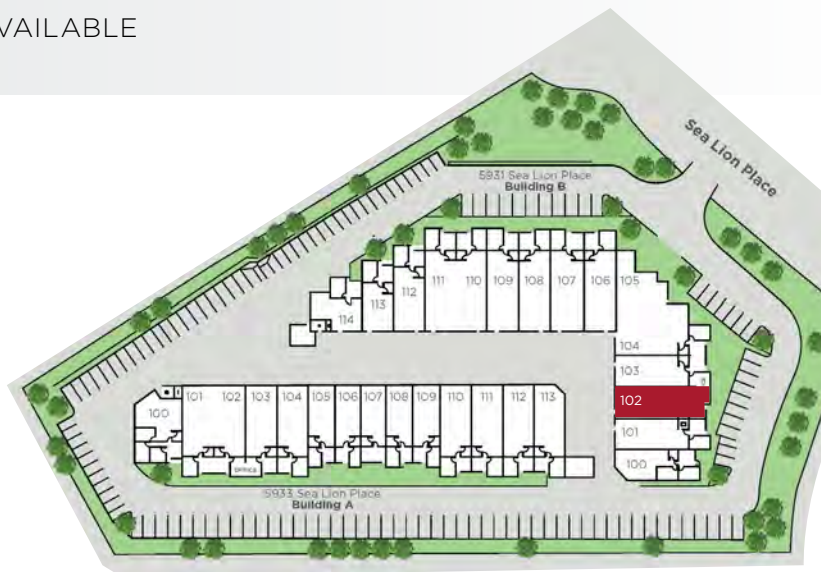 VAILABLE
Sea Lion Place
5931 Sea Lion Place
Building B
111 110 109 108 107 106 105
112
113
114
104
103
102
101
100
101 102 103 104 105 106 107 108 109 110 111 112 113
100
OFFICE
5933 Sea Lion Place
Building A